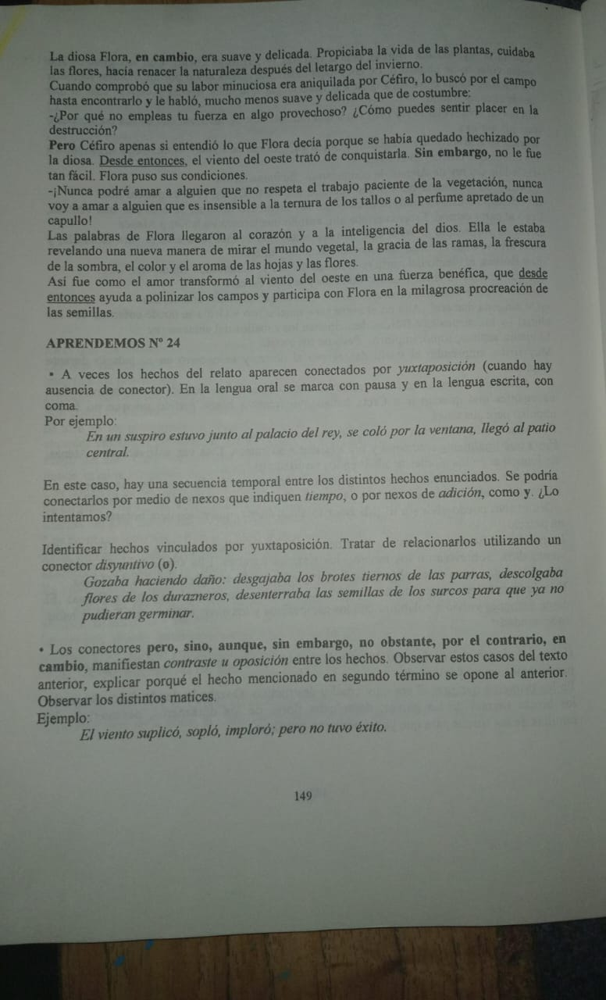 La diosa Flora, en cambio, era suave y delicada. Propiciaba la vida de las plantas, cuidaba
las flores, hacía renacer la naturaleza después del letargo del invierno.
Cuando comprobó que su labor minuciosa era aniquilada por Céfiro, lo buscó por el campo
hasta encontrarlo y le habló, mucho menos suave y delicada que de costumbre:
-¿Por qué no empleas tu fuerza en algo provechoso? ¿Cómo puedes sentir placer en la
destrucción?
Pero Céfiro apenas si entendió lo que Flora decía porque se había quedado hechizado por
la diosa. Desde entonces, el viento del oeste trató de conquistarla. Sin embargo, no le fue
tan fácil. Flora puso sus condiciones.
-¡Nunca podré amar a alguien que no respeta el trabajo paciente de la vegetación, nunca
voy a amar a alguien que es insensible a la ternura de los tallos o al perfume apretado de un
capullo!
Las palabras de Flora llegaron al corazón y a la inteligencia del dios. Ella le estaba
revelando una nueva manera de mirar el mundo vegetal, la gracia de las ramas, la frescura
de la sombra, el color y el aroma de las hojas y las flores.
Así fue como el amor transformó al viento del oeste en una fuerza benéfica, que desde
entonces ayuda a polinizar los campos y participa con Flora en la milagrosa procreación de
las semillas.
APRENDEMOS Nº 24
• A veces los hechos del relato aparecen conectados por yuxtaposición (cuando hay
ausencia de conector). En la lengua oral se marca con pausa y en la lengua escrita, con
coma.
Por ejemplo:
En un suspiro estuvo junto al palacio del rey, se coló por la ventana, llegó al patio
central.
En este caso, hay una secuencia temporal entre los distintos hechos enunciados. Se podría
conectarlos por medio de nexos que indiquen tiempo, o por nexos de adición, como y. ¿Lo
intentamos?
Identificar hechos vinculados por yuxtaposición. Tratar de relacionarlos utilizando un
conector disyuntivo (o).
Gozaba haciendo daño: desgajaba los brotes tiernos de las parras, descolgaba
flores de los durazneros, desenterraba las semillas de los surcos para que ya no
pudieran germinar.
• Los conectores pero, sino, aunque, sin embargo, no obstante, por el contrario, en
cambio, manifiestan contraste u oposición entre los hechos. Observar estos casos del texto
anterior, explicar porqué el hecho mencionado en segundo término se opone al anterior.
Observar los distintos matices.
Ejemplo:
El viento suplicó, sopló, imploró; pero no tuvo éxito.
149